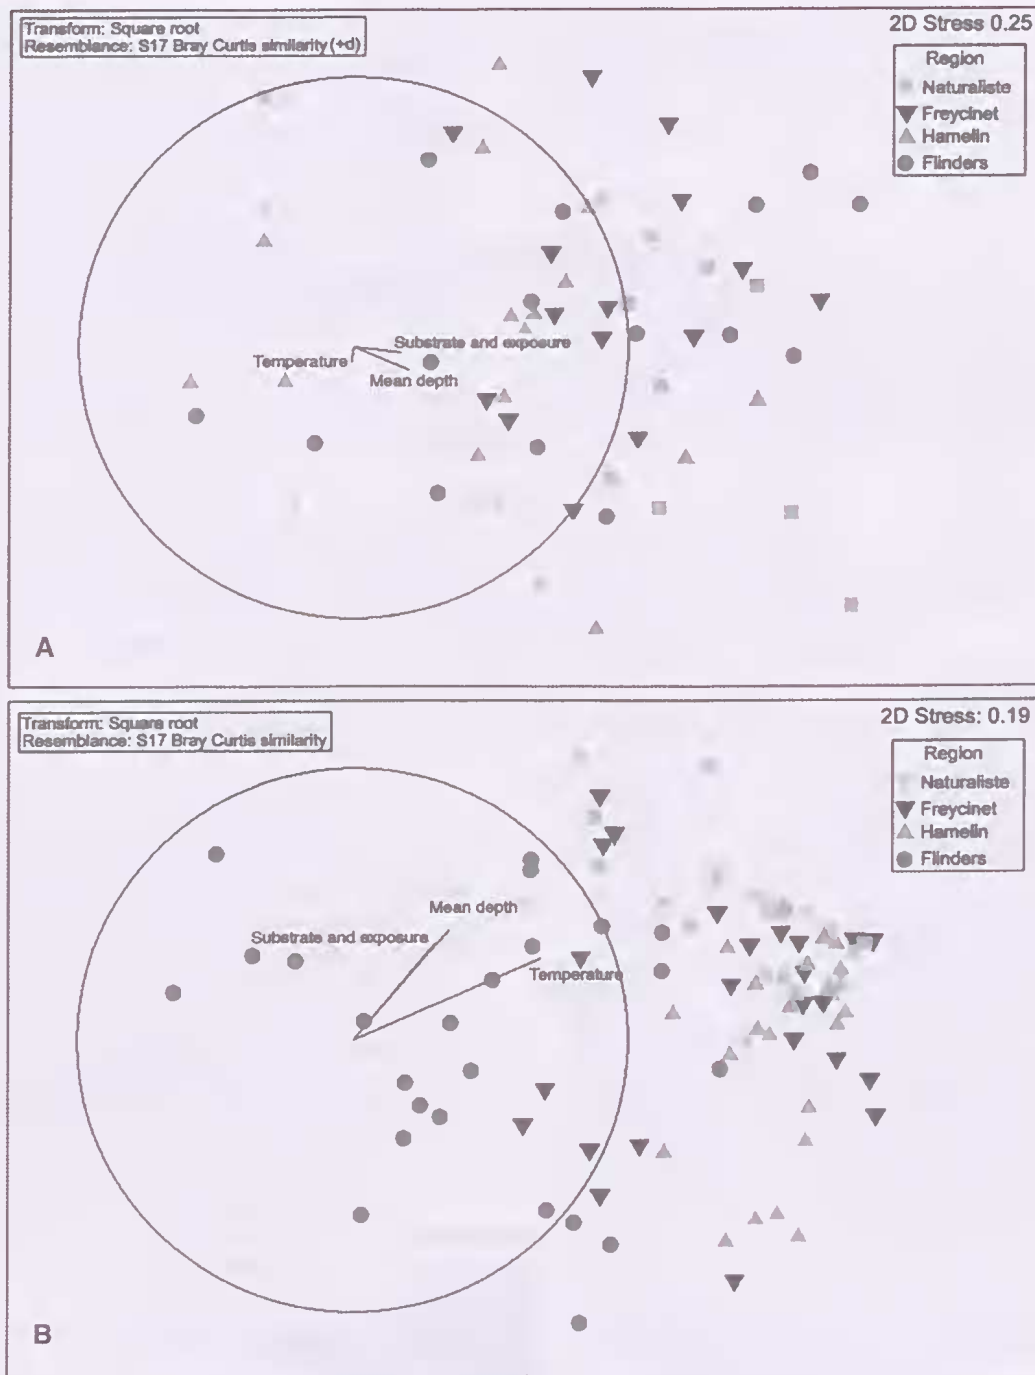 Transform: Square root
Resemblance: S17 Bray Curtis similarity (+d)
2D Stress 0.25
Region
Naturaliste
Freycinet
Hamelin
Flinders
Substrate and exposure
Temperature
Mean depth
A
Transform: Square root
Resemblance: S17 Bray Curtis similarity
2D Stress: 0.19
Region
Naturaliste
Freycinet
Hamelin
Flinders
Mean depth
Substrate and exposure
Temperature
B